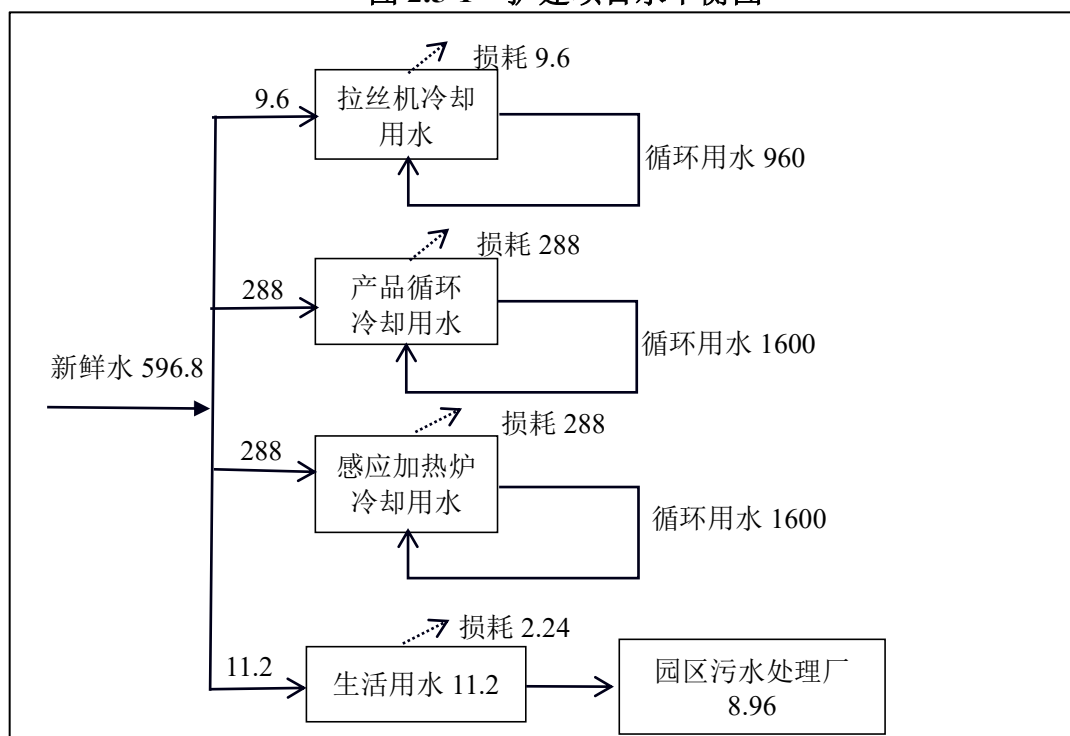 图 2.3-1 扩建项目水平衡图
损耗 9.6
9.6
拉丝机冷却
用水
循环用水 960
损耗 288
288
产品循环
冷却用水
循环用水 1600
新鲜水 596.8
损耗 288
288
感应加热炉
冷却用水
循环用水 1600
损耗 2.24
11.2
生活用水 11.2
园区污水处理厂
8.96